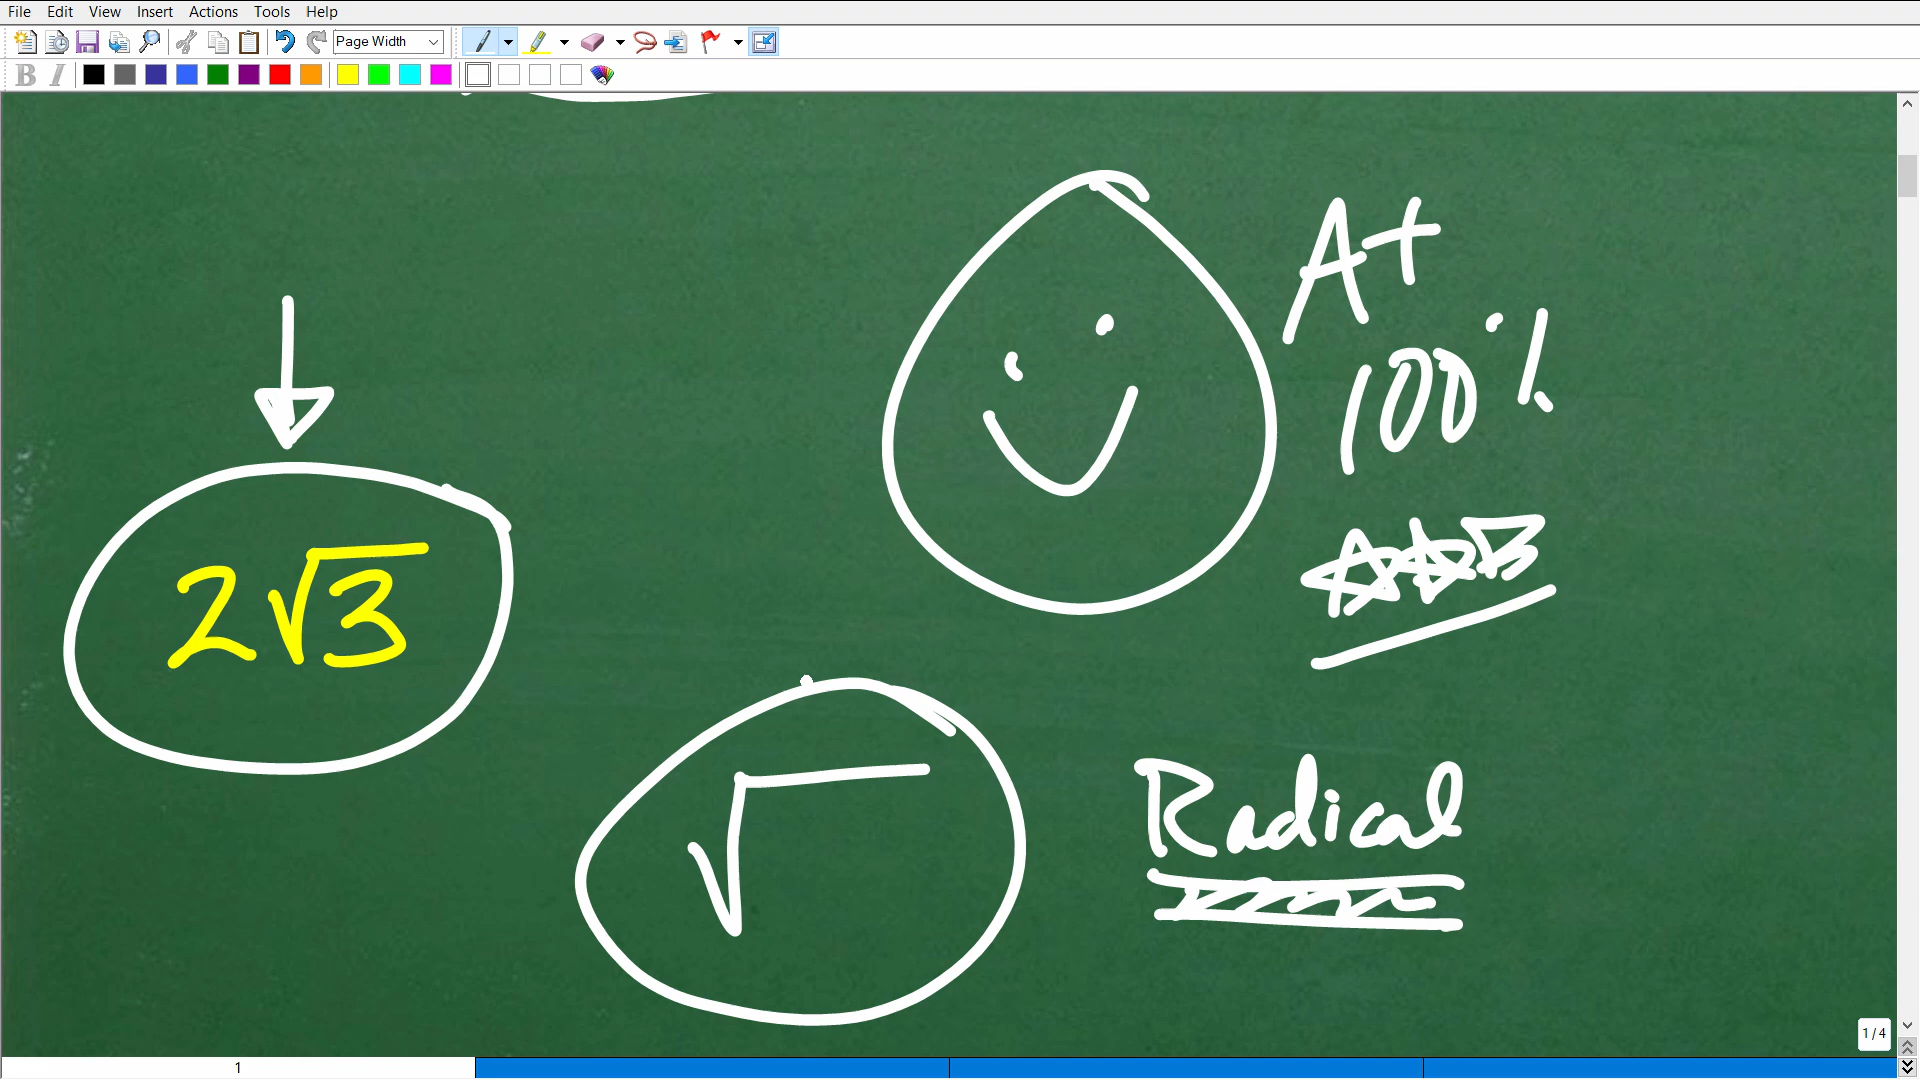 File Edit View Insert Actions Tools Help
Page Width
B I
A+
100%
2√3
√
Radical
1 / 4
1